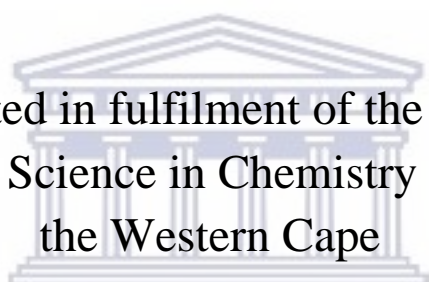 ted in fulfilment of the
Science in Chemistry
the Western Cape